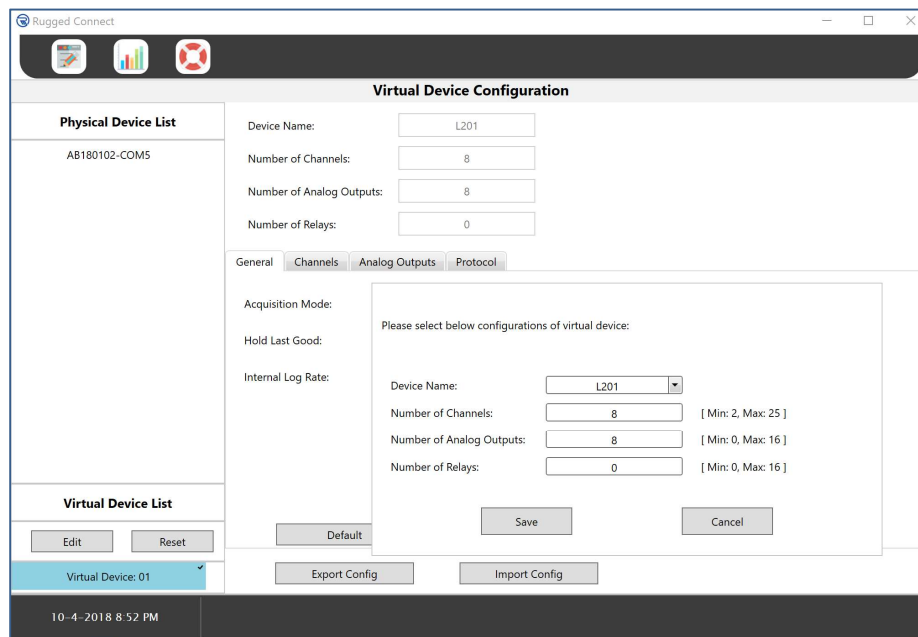 Rugged Connect
Virtual Device Configuration
Physical Device List
AB180102-COM5
Device Name: L201
Number of Channels: 8
Number of Analog Outputs: 8
Number of Relays: 0
General Channels Analog Outputs Protocol
Acquisition Mode:
Hold Last Good:
Internal Log Rate:
Please select below configurations of virtual device:
Device Name: L201
Number of Channels: 8 [ Min: 2, Max: 25 ]
Number of Analog Outputs: 8 [ Min: 0, Max: 16 ]
Number of Relays: 0 [ Min: 0, Max: 16 ]
Save Cancel
Default
Virtual Device List
Edit Reset
Virtual Device: 01
Export Config Import Config
10-4-2018 8:52 PM